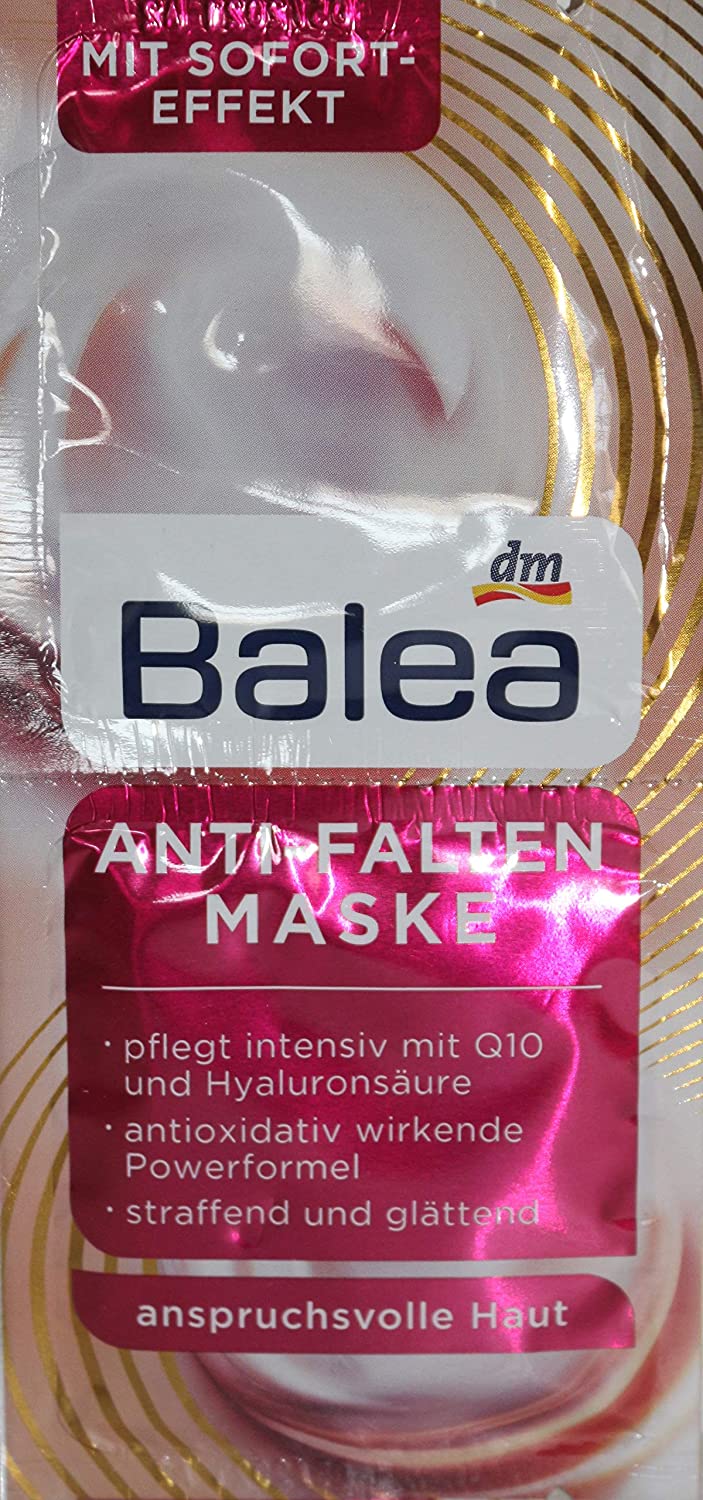 MIT SOFORT-
EFFEKT
dm
Balea
ANTI-FALTEN
MASKE
· pflegt intensiv mit Q10
und Hyaluronsäure
· antioxidativ wirkende
Powerformel
· straffend und glättend
anspruchsvolle Haut